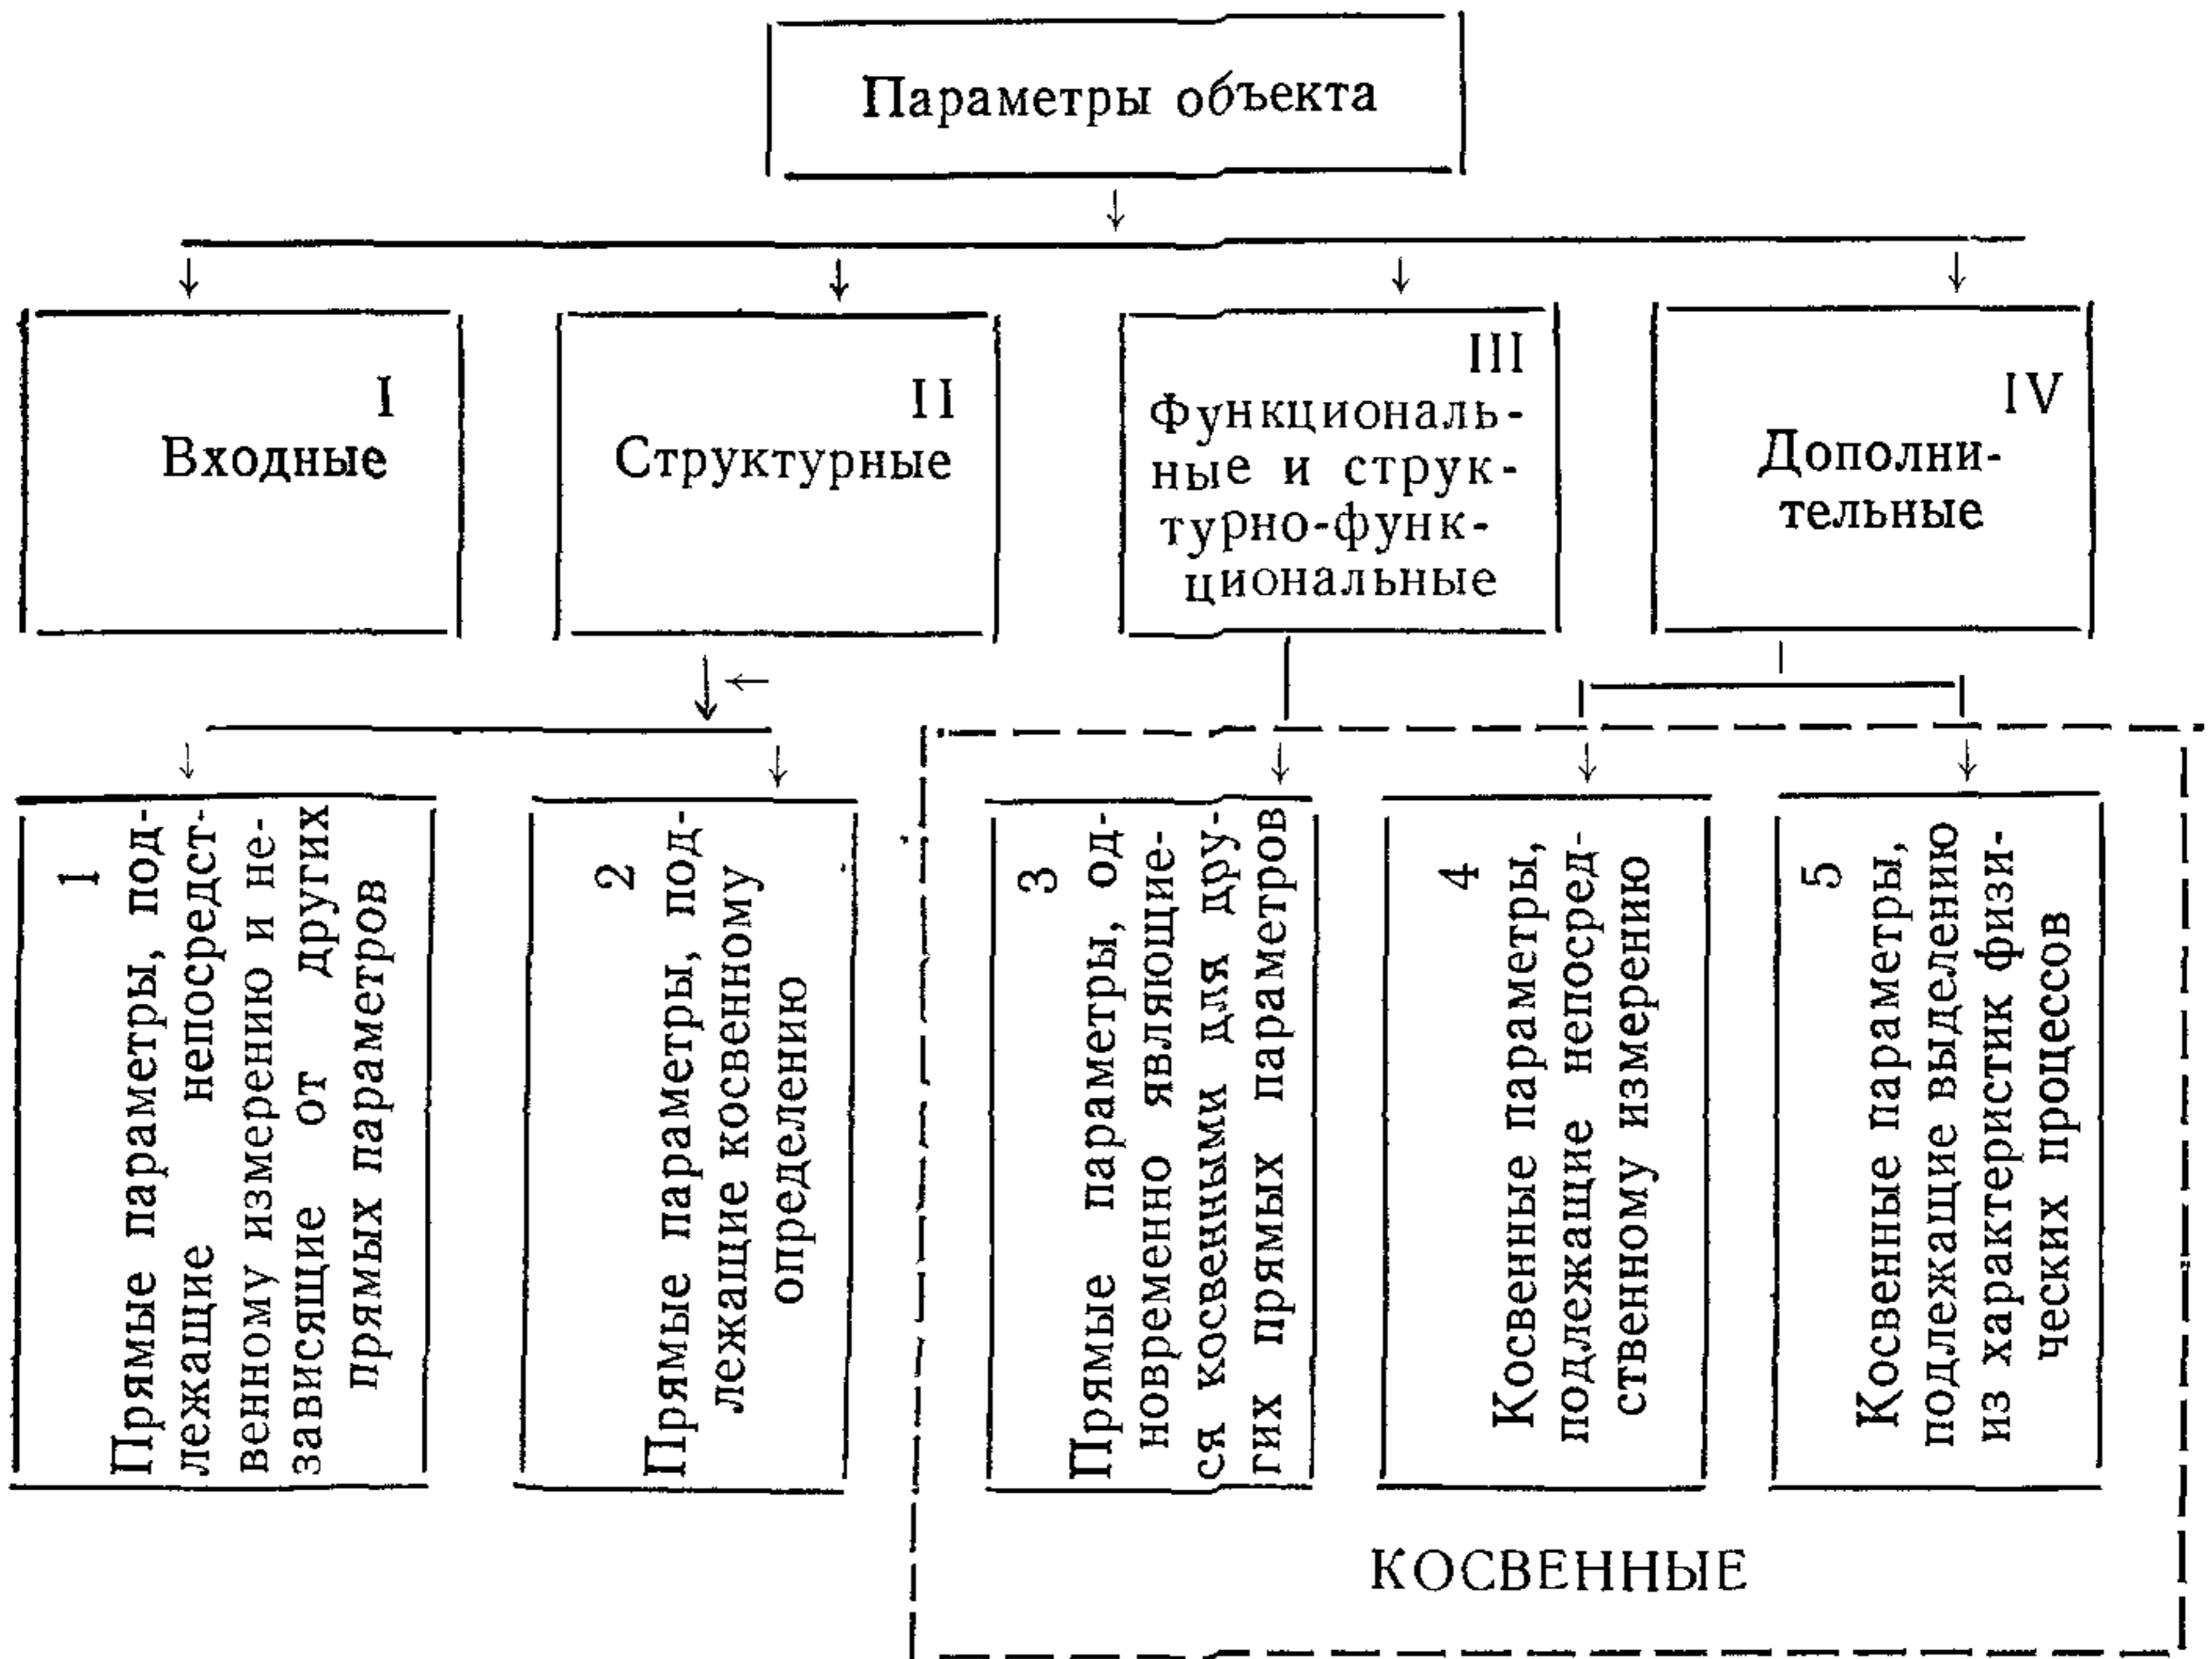 Параметры объекта
I
Входные
II
Структурные
III
Функциональ-
ные и струк-
турно-функ-
циональные
IV
Дополни-
тельные
1
Прямые параметры, под-
лежащие непосредст-
венному измерению и не-
зависящие от других
прямых параметров
2
Прямые параметры, под-
лежащие косвенному
определению
3
Прямые параметры, од-
новременно являющие-
ся косвенными для дру-
гих прямых параметров
4
Косвенные параметры,
подлежащие непосред-
ственному измерению
5
Косвенные параметры,
подлежащие выделению
из характеристик физи-
ческих процессов
КОСВЕННЫЕ